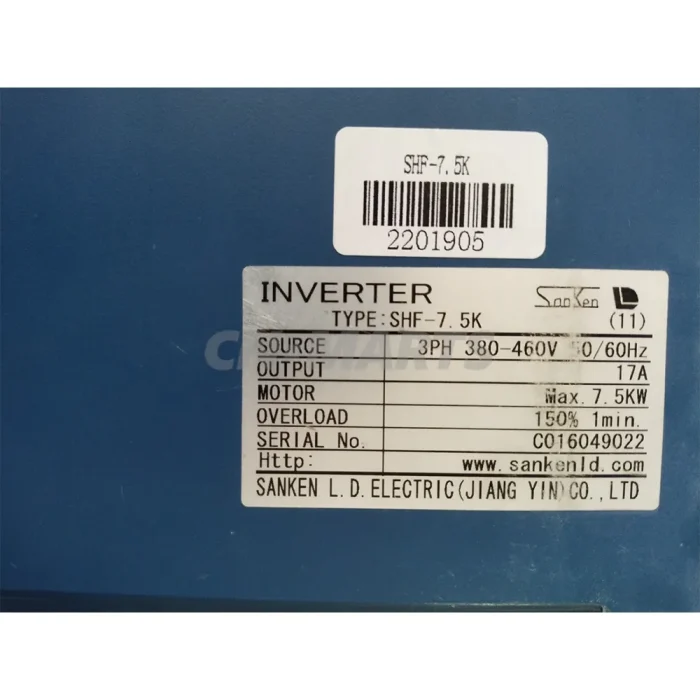 SHF-7.5K
2201905
INVERTER SanKen LD
TYPE:SHF-7.5K (11)
SOURCE 3PH 380-460V 50/60Hz
OUTPUT 17A
MOTOR Max.7.5KW
OVERLOAD 150% 1min.
SERIAL No. C016049022
Http: www.sankenld.com
SANKEN L.D.ELECTRIC(JIANG YIN)CO.,LTD